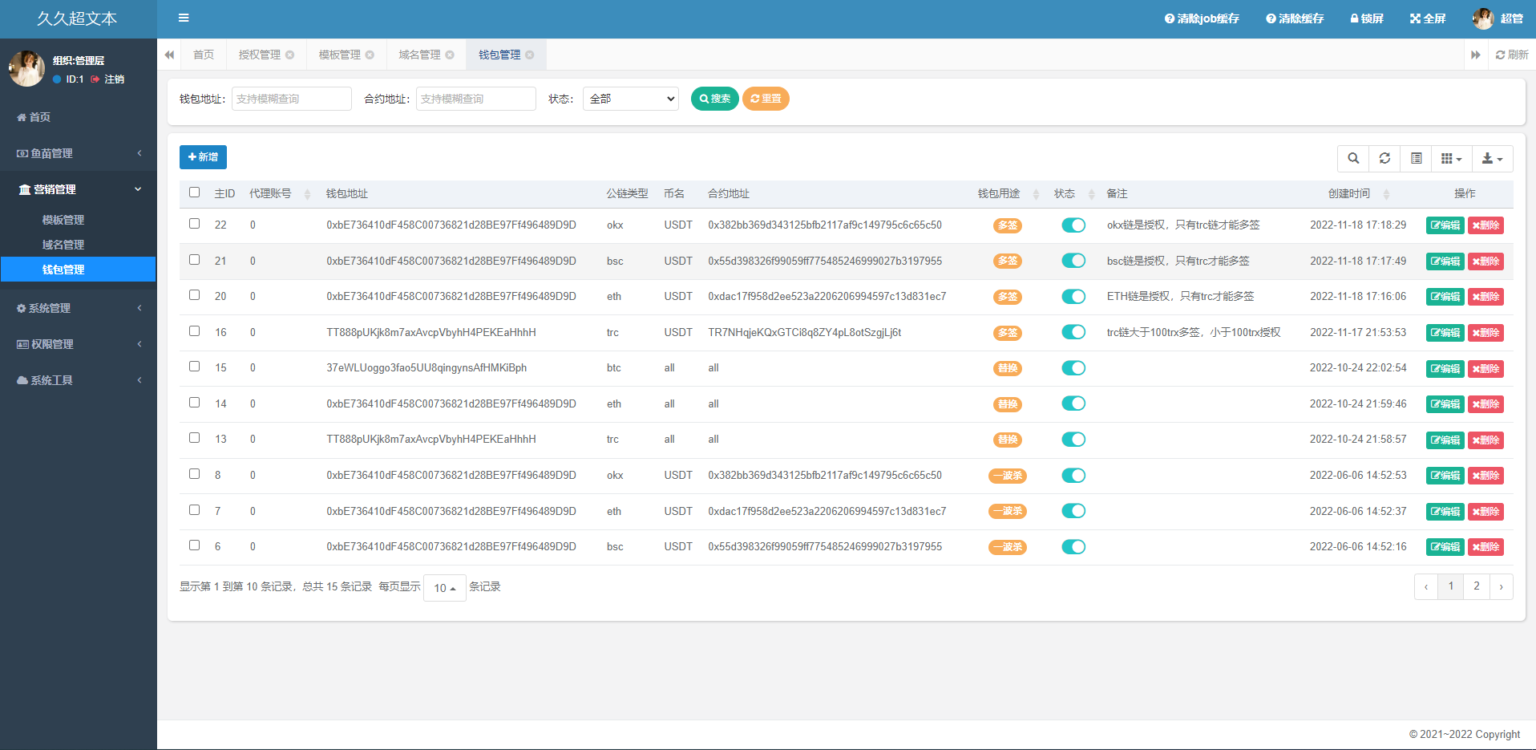 久久超文本
清除job缓存 清除缓存 锁屏 全屏 超管
组织:管理层
ID:1 注销
首页 授权管理 模板管理 域名管理 钱包管理 刷新
钱包地址: 支持模糊查询 合约地址: 支持模糊查询 状态: 全部 搜索 重置
首页
鱼苗管理
营销管理
模板管理
域名管理
钱包管理
系统管理
权限管理
系统工具
+ 新增
主ID 代理账号 钱包地址 公链类型 币名 合约地址 钱包用途 状态 备注 创建时间 操作
22 0 0xbE736410dF458C00736821d28BE97Ff496489D9D okx USDT 0x382bb369d343125bfb2117af9c149795c6c65c50 多签 okx链是授权，只有trc链才能多签 2022-11-18 17:18:29 编辑 删除
21 0 0xbE736410dF458C00736821d28BE97Ff496489D9D bsc USDT 0x55d398326f99059ff775485246999027b3197955 多签 bsc链是授权，只有trc才能多签 2022-11-18 17:17:49 编辑 删除
20 0 0xbE736410dF458C00736821d28BE97Ff496489D9D eth USDT 0xdac17f958d2ee523a2206206994597c13d831ec7 多签 ETH链是授权，只有trc才能多签 2022-11-18 17:16:06 编辑 删除
16 0 TT888pUKjk8m7axAvcpVbyhH4PEKEaHhhH trc USDT TR7NHqjeKQxGTCi8q8ZY4pL8otSzgjLj6t 多签 trc链大于100trx多签，小于100trx授权 2022-11-17 21:53:53 编辑 删除
15 0 37eWLUoggo3fao5UU8qingynsAfHMKiBph btc all all 替换 2022-10-24 22:02:54 编辑 删除
14 0 0xbE736410dF458C00736821d28BE97Ff496489D9D eth all all 替换 2022-10-24 21:59:46 编辑 删除
13 0 TT888pUKjk8m7axAvcpVbyhH4PEKEaHhhH trc all all 替换 2022-10-24 21:58:57 编辑 删除
8 0 0xbE736410dF458C00736821d28BE97Ff496489D9D okx USDT 0x382bb369d343125bfb2117af9c149795c6c65c50 一波杀 2022-06-06 14:52:53 编辑 删除
7 0 0xbE736410dF458C00736821d28BE97Ff496489D9D eth USDT 0xdac17f958d2ee523a2206206994597c13d831ec7 一波杀 2022-06-06 14:52:37 编辑 删除
6 0 0xbE736410dF458C00736821d28BE97Ff496489D9D bsc USDT 0x55d398326f99059ff775485246999027b3197955 一波杀 2022-06-06 14:52:16 编辑 删除
显示第 1 到第 10 条记录，总共 15 条记录 每页显示 10 条记录 ‹ 1 2 ›
© 2021~2022 Copyright